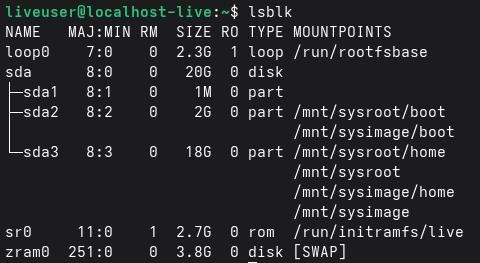 liveuser@localhost-live:~$ lsblk
NAME   MAJ:MIN RM  SIZE RO TYPE MOUNTPOINTS
loop0    7:0    0  2.3G  1 loop /run/rootfsbase
sda      8:0    0   20G  0 disk
├─sda1   8:1    0    1M  0 part
├─sda2   8:2    0    2G  0 part /mnt/sysroot/boot
│                               /mnt/sysimage/boot
└─sda3   8:3    0   18G  0 part /mnt/sysroot/home
                                /mnt/sysroot
                                /mnt/sysimage/home
                                /mnt/sysimage
sr0     11:0    1  2.7G  0 rom  /run/initramfs/live
zram0  251:0    0  3.8G  0 disk [SWAP]